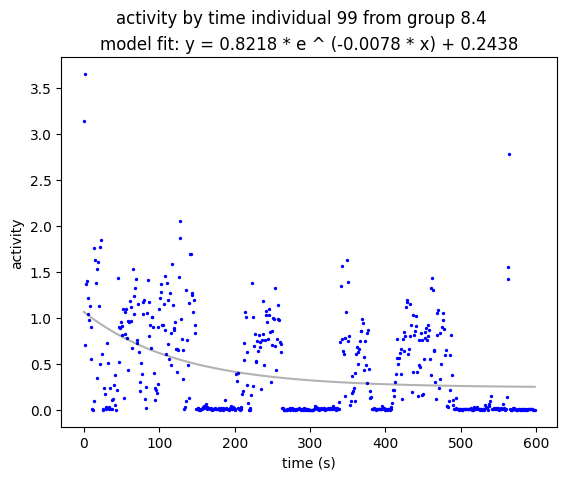 activity by time individual 99 from group 8.4
model fit: y = 0.8218 * e ^ (-0.0078 * x) + 0.2438
3.5
3.0
2.5
2.0
1.5
1.0
0.5
0.0
activity
0 100 200 300 400 500 600
time (s)